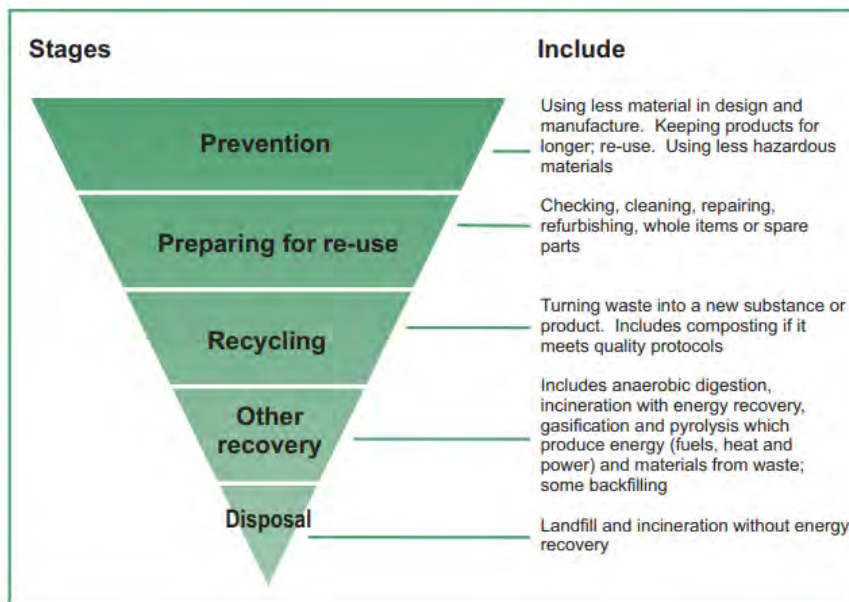 Stages
Include
Prevention
Using less material in design and
manufacture. Keeping products for
longer; re-use. Using less hazardous
materials
Preparing for re-use
Checking, cleaning, repairing,
refurbishing, whole items or spare
parts
Recycling
Turning waste into a new substance or
product. Includes composting if it
meets quality protocols
Other
recovery
Includes anaerobic digestion,
incineration with energy recovery,
gasification and pyrolysis which
produce energy (fuels, heat and
power) and materials from waste;
some backfilling
Disposal
Landfill and incineration without energy
recovery